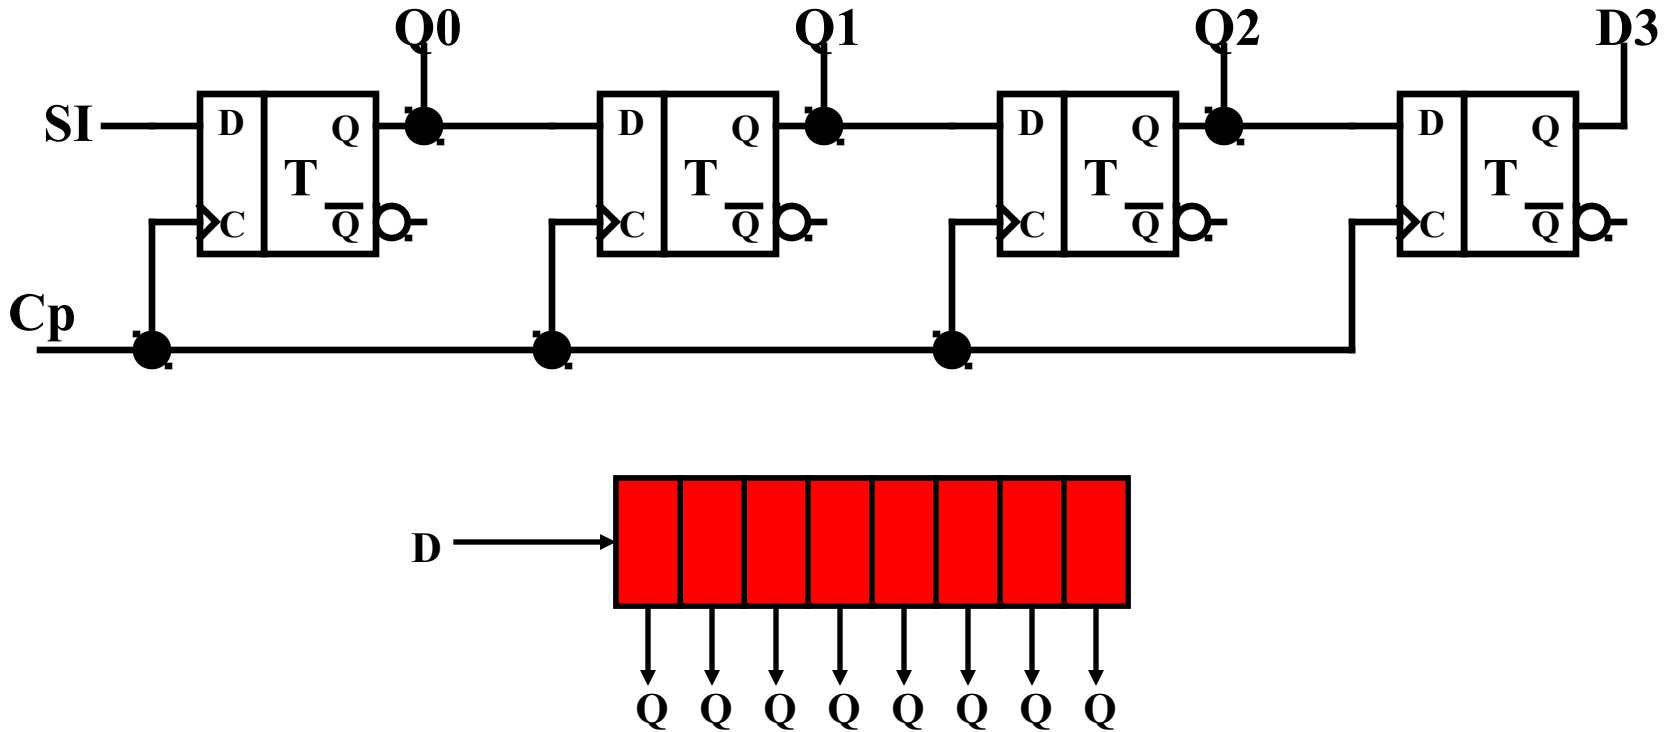 Q0 Q1 Q2 D3
SI D Q D Q D Q D Q
T T T T
C Q̅ C Q̅ C Q̅ C Q̅
Cp
D
Q Q Q Q Q Q Q Q